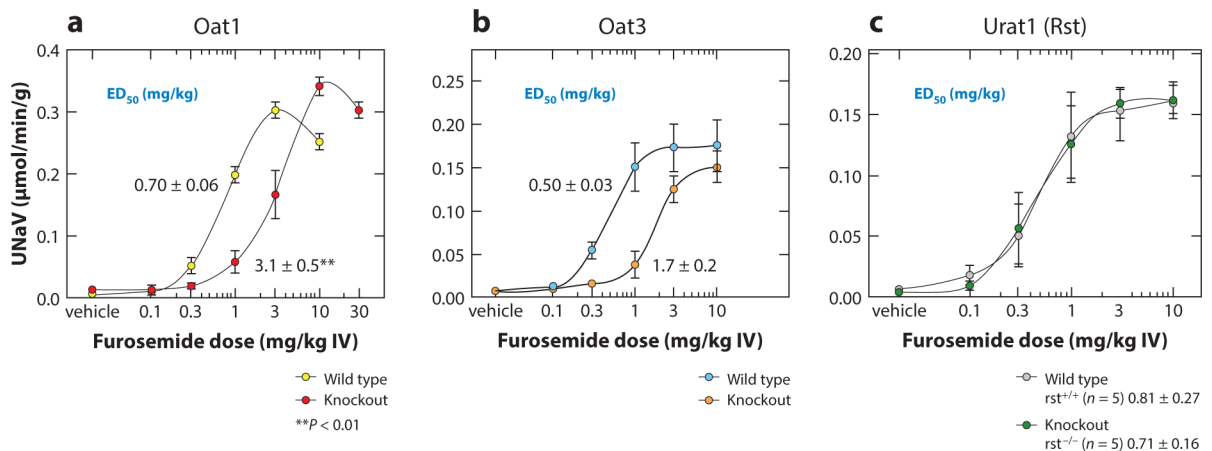 a
Oat1
UNaV (μmol/min/g)
0.4
0.3
0.2
0.1
0.0
ED50 (mg/kg)
0.70 ± 0.06
3.1 ± 0.5**
vehicle 0.1 0.3 1 3 10 30
Furosemide dose (mg/kg IV)
Wild type
Knockout
**P < 0.01
b
Oat3
0.25
0.20
0.15
0.10
0.05
0.00
ED50 (mg/kg)
0.50 ± 0.03
1.7 ± 0.2
vehicle 0.1 0.3 1 3 10
Furosemide dose (mg/kg IV)
Wild type
Knockout
c
Urat1 (Rst)
0.20
0.15
0.10
0.05
0.00
ED50 (mg/kg)
vehicle 0.1 0.3 1 3 10
Furosemide dose (mg/kg IV)
Wild type
rst+/+ (n = 5) 0.81 ± 0.27
Knockout
rst−/− (n = 5) 0.71 ± 0.16